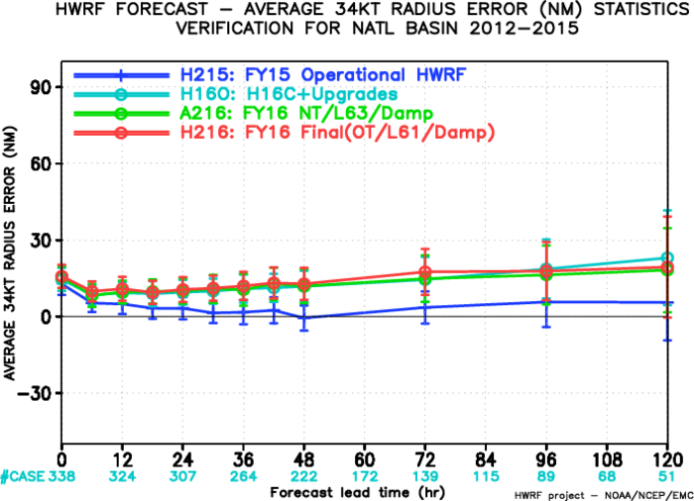 HWRF FORECAST – AVERAGE 34KT RADIUS ERROR (NM) STATISTICS
VERIFICATION FOR NATL BASIN 2012–2015
H215: FY15 Operational HWRF
H16O: H16C+Upgrades
A216: FY16 NT/L63/Damp
H216: FY16 Final(OT/L61/Damp)
AVERAGE 34KT RADIUS ERROR (NM)
90
60
30
0
–30
0 12 24 36 48 60 72 84 96 108 120
#CASE 338 324 307 264 222 172 139 115 89 68 51
Forecast lead time (hr)
HWRF project – NOAA/NCEP/EMC